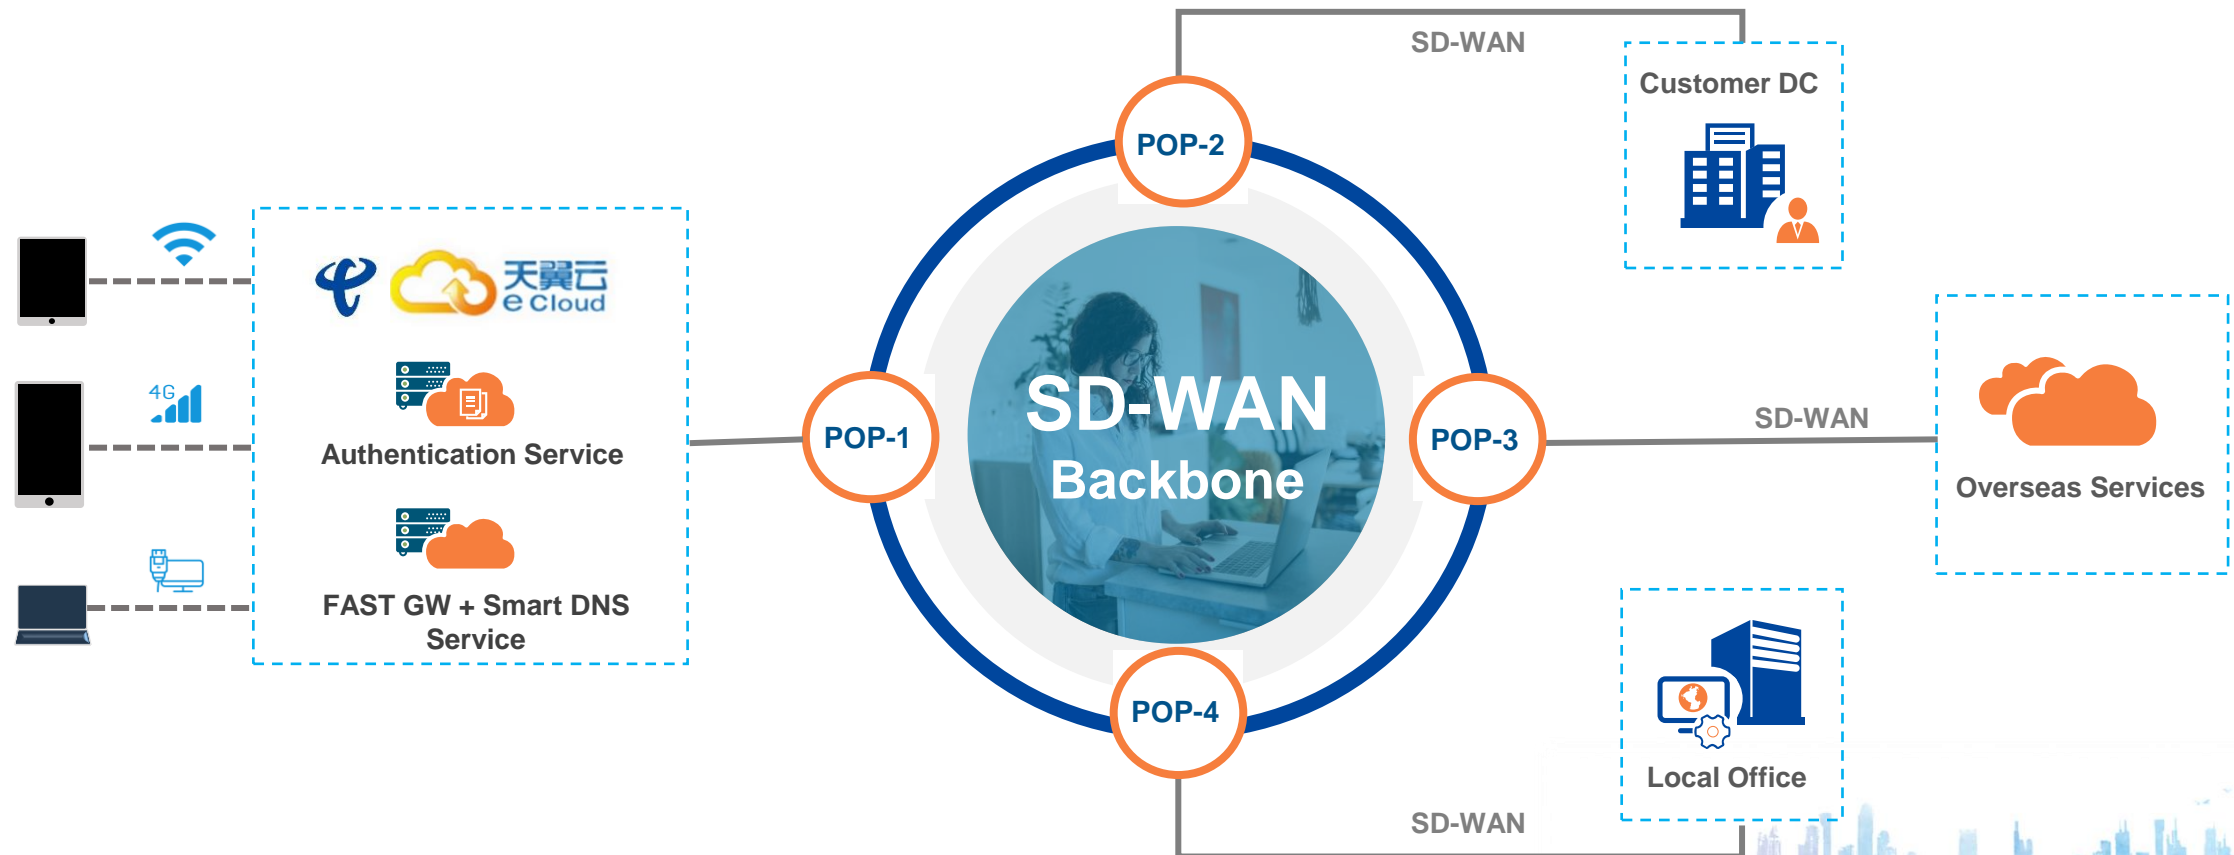 SD-WAN
Customer DC
POP-2
天翼云
e Cloud
4G
Authentication Service
FAST GW + Smart DNS
Service
POP-1
SD-WAN
Backbone
POP-3
SD-WAN
Overseas Services
POP-4
Local Office
SD-WAN